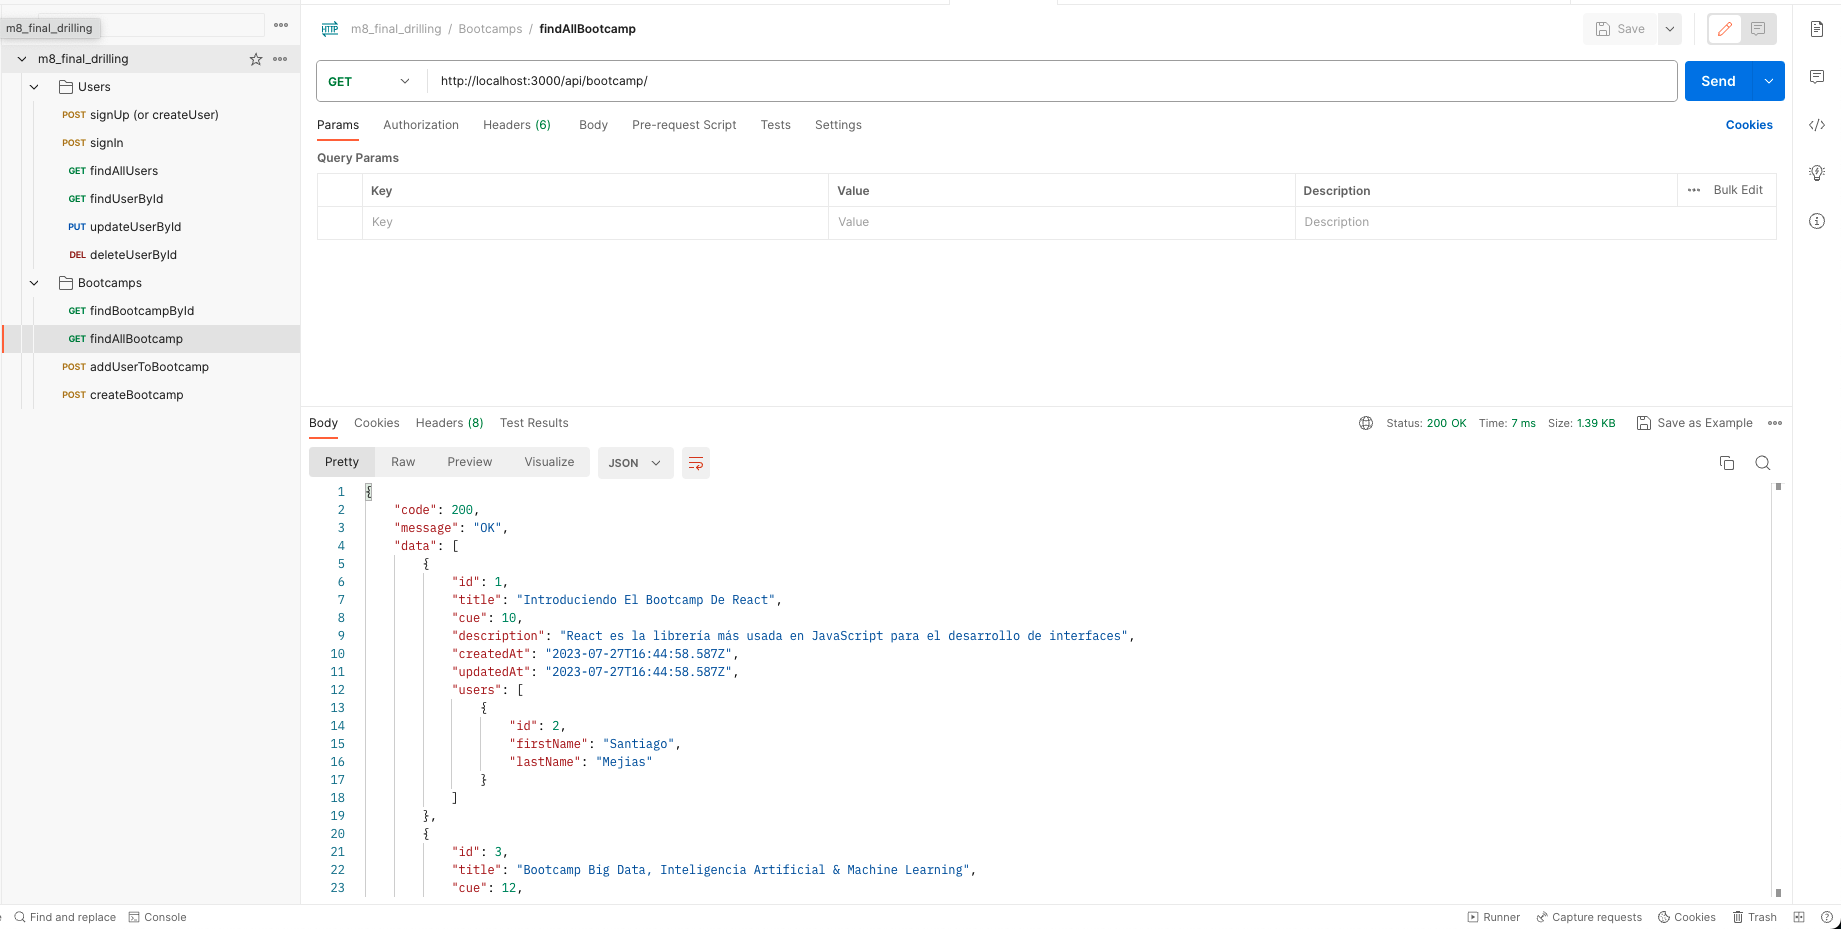 m8_final_drilling
m8_final_drilling
Users
POST signUp (or createUser)
POST signIn
GET findAllUsers
GET findUserById
PUT updateUserById
DEL deleteUserById
Bootcamps
GET findBootcampById
GET findAllBootcamp
POST addUserToBootcamp
POST createBootcamp
HTTP m8_final_drilling / Bootcamps / findAllBootcamp
Save
GET http://localhost:3000/api/bootcamp/
Send
Params Authorization Headers (6) Body Pre-request Script Tests Settings Cookies
Query Params
Key Value Description Bulk Edit
Key Value Description
Body Cookies Headers (8) Test Results Status: 200 OK Time: 7 ms Size: 1.39 KB Save as Example
Pretty Raw Preview Visualize JSON
1 {
2 "code": 200,
3 "message": "OK",
4 "data": [
5 {
6 "id": 1,
7 "title": "Introduciendo El Bootcamp De React",
8 "cue": 10,
9 "description": "React es la librería más usada en JavaScript para el desarrollo de interfaces",
10 "createdAt": "2023-07-27T16:44:58.587Z",
11 "updatedAt": "2023-07-27T16:44:58.587Z",
12 "users": [
13 {
14 "id": 2,
15 "firstName": "Santiago",
16 "lastName": "Mejias"
17 }
18 ]
19 },
20 {
21 "id": 3,
22 "title": "Bootcamp Big Data, Inteligencia Artificial & Machine Learning",
23 "cue": 12,
Find and replace Console Runner Capture requests Cookies Trash